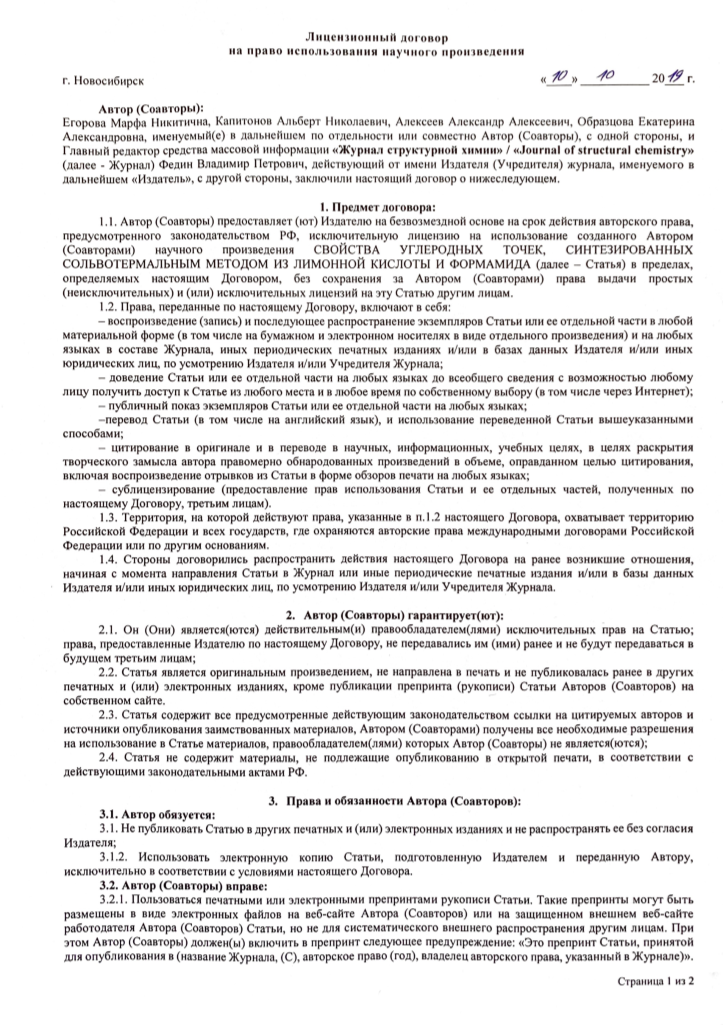 Лицензионный договор
на право использования научного произведения
г. Новосибирск «10» 10 2019 г.
Автор (Соавторы):
Егорова Марфа Никитична, Капитонов Альберт Николаевич, Алексеев Александр Алексеевич, Образцова Екатерина
Александровна, именуемый(е) в дальнейшем по отдельности или совместно Автор (Соавторы), с одной стороны, и
Главный редактор средства массовой информации «Журнал структурной химии» / «Journal of structural chemistry»
(далее - Журнал) Федин Владимир Петрович, действующий от имени Издателя (Учредителя) журнала, именуемого в
дальнейшем «Издатель», с другой стороны, заключили настоящий договор о нижеследующем.
1. Предмет договора:
1.1. Автор (Соавторы) предоставляет (ют) Издателю на безвозмездной основе на срок действия авторского права,
предусмотренного законодательством РФ, исключительную лицензию на использование созданного Автором
(Соавторами) научного произведения СВОЙСТВА УГЛЕРОДНЫХ ТОЧЕК, СИНТЕЗИРОВАННЫХ
СОЛЬВОТЕРМАЛЬНЫМ МЕТОДОМ ИЗ ЛИМОННОЙ КИСЛОТЫ И ФОРМАМИДА (далее – Статья) в пределах,
определяемых настоящим Договором, без сохранения за Автором (Соавторами) права выдачи простых
(неисключительных) и (или) исключительных лицензий на эту Статью другим лицам.
1.2. Права, переданные по настоящему Договору, включают в себя:
– воспроизведение (запись) и последующее распространение экземпляров Статьи или ее отдельной части в любой
материальной форме (в том числе на бумажном и электронном носителях в виде отдельного произведения) и на любых
языках в составе Журнала, иных периодических печатных изданиях и/или в базах данных Издателя и/или иных
юридических лиц, по усмотрению Издателя и/или Учредителя Журнала;
– доведение Статьи или ее отдельной части на любых языках до всеобщего сведения с возможностью любому
лицу получить доступ к Статье из любого места и в любое время по собственному выбору (в том числе через Интернет);
– публичный показ экземпляров Статьи или ее отдельной части на любых языках;
–перевод Статьи (в том числе на английский язык), и использование переведенной Статьи вышеуказанными
способами;
– цитирование в оригинале и в переводе в научных, информационных, учебных целях, в целях раскрытия
творческого замысла автора правомерно обнародованных произведений в объеме, оправданном целью цитирования,
включая воспроизведение отрывков из Статьи в форме обзоров печати на любых языках;
– сублицензирование (предоставление прав использования Статьи и ее отдельных частей, полученных по
настоящему Договору, третьим лицам).
1.3. Территория, на которой действуют права, указанные в п.1.2 настоящего Договора, охватывает территорию
Российской Федерации и всех государств, где охраняются авторские права международными договорами Российской
Федерации или по другим основаниям.
1.4. Стороны договорились распространить действия настоящего Договора на ранее возникшие отношения,
начиная с момента направления Статьи в Журнал или иные периодические печатные издания и/или в базы данных
Издателя и/или иных юридических лиц, по усмотрению Издателя и/или Учредителя Журнала.
2. Автор (Соавторы) гарантирует(ют):
2.1. Он (Они) является(ются) действительным(и) правообладателем(лями) исключительных прав на Статью;
права, предоставленные Издателю по настоящему Договору, не передавались им (ими) ранее и не будут передаваться в
будущем третьим лицам;
2.2. Статья является оригинальным произведением, не направлена в печать и не публиковалась ранее в других
печатных и (или) электронных изданиях, кроме публикации препринта (рукописи) Статьи Авторов (Соавторов) на
собственном сайте.
2.3. Статья содержит все предусмотренные действующим законодательством ссылки на цитируемых авторов и
источники опубликования заимствованных материалов, Автором (Соавторами) получены все необходимые разрешения
на использование в Статье материалов, правообладателем(лями) которых Автор (Соавторы) не является(ются);
2.4. Статья не содержит материалы, не подлежащие опубликованию в открытой печати, в соответствии с
действующими законодательными актами РФ.
3. Права и обязанности Автора (Соавторов):
3.1. Автор обязуется:
3.1. Не публиковать Статью в других печатных и (или) электронных изданиях и не распространять ее без согласия
Издателя;
3.1.2. Использовать электронную копию Статьи, подготовленную Издателем и переданную Автору,
исключительно в соответствии с условиями настоящего Договора.
3.2. Автор (Соавторы) вправе:
3.2.1. Пользоваться печатными или электронными препринтами рукописи Статьи. Такие препринты могут быть
размещены в виде электронных файлов на веб-сайте Автора (Соавторов) или на защищенном внешнем веб-сайте
работодателя Автора (Соавторов) Статьи, но не для систематического внешнего распространения другим лицам. При
этом Автор (Соавторы) должен(ы) включить в препринт следующее предупреждение: «Это препринт Статьи, принятой
для опубликования в (название Журнала, (С), авторское право (год), владелец авторского права, указанный в Журнале)».
Страница 1 из 2